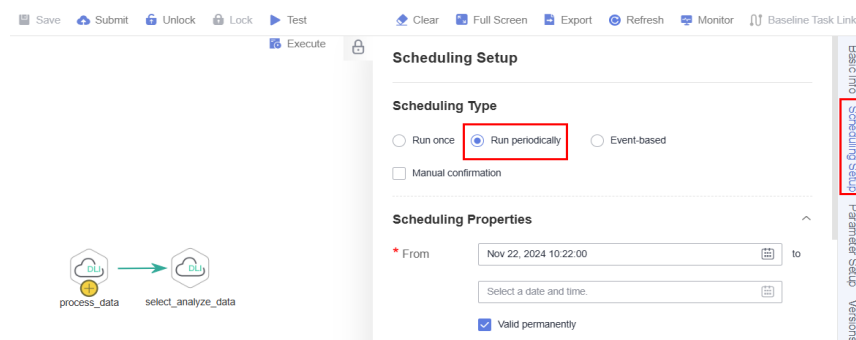 Save Submit Unlock Lock Test Clear Full Screen Export Refresh Monitor Baseline Task Link
Execute
Scheduling Setup
Scheduling Type
Run once Run periodically Event-based
Manual confirmation
Scheduling Properties
* From Nov 22, 2024 10:22:00 to
Select a date and time.
Valid permanently
DLI DLI
process_data select_analyze_data
Basic Info
Scheduling Setup
Parameter Setup
Versions